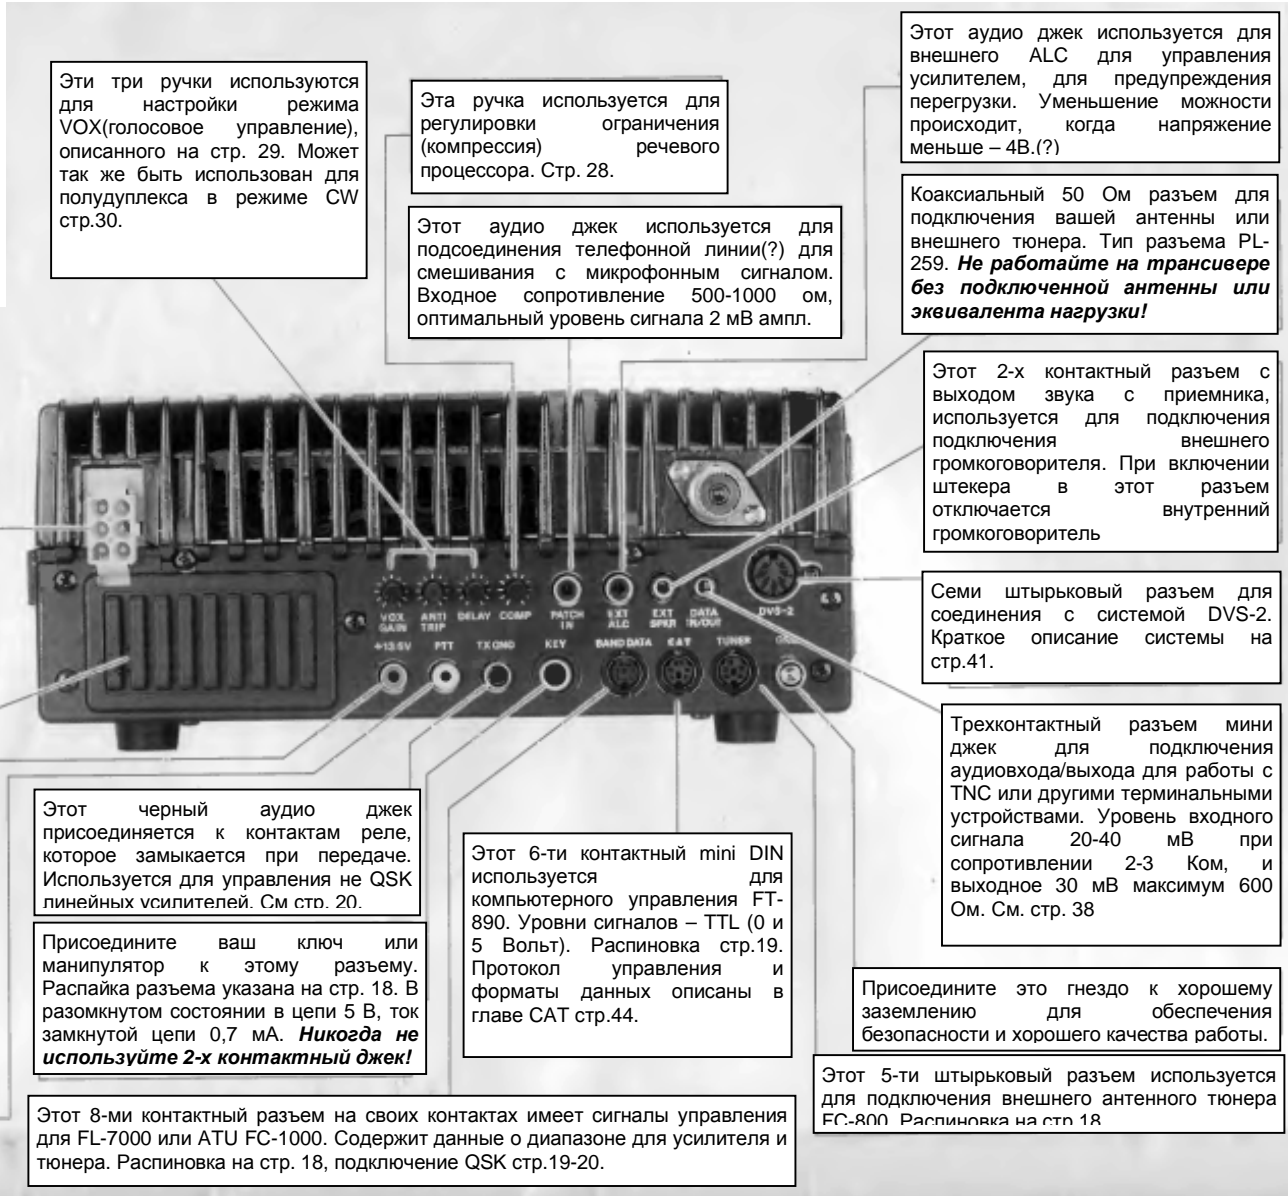 Эти три ручки используются
для настройки режима
VOX(голосовое управление),
описанного на стр. 29. Может
так же быть использован для
полудуплекса в режиме CW
стр.30.
Эта ручка используется для
регулировки ограничения
(компрессия) речевого
процессора. Стр. 28.
Этот аудио джек используется для
внешнего ALC для управления
усилителем, для предупреждения
перегрузки. Уменьшение можности
происходит, когда напряжение
меньше – 4В.(?)
Этот аудио джек используется для
подсоединения телефонной линии(?) для
смешивания с микрофонным сигналом.
Входное сопротивление 500-1000 ом,
оптимальный уровень сигнала 2 мВ ампл.
Коаксиальный 50 Ом разъем для
подключения вашей антенны или
внешнего тюнера. Тип разъема PL-
259. Не работайте на трансивере
без подключенной антенны или
эквивалента нагрузки!
Этот 2-х контактный разъем с
выходом звука с приемника,
используется для подключения
подключения внешнего
громкоговорителя. При включении
штекера в этот разъем
отключается внутренний
громкоговоритель
VOX GAIN
ANTI TRIP
DELAY
COMP
PATCH IN
EXT ALC
EXT SPKR
DATA IN/OUT
DVS-2
+13.5V
PTT
TX GND
KEY
BAND DATA
CAT
TUNER
Семи штырьковый разъем для
соединения с системой DVS-2.
Краткое описание системы на
стр.41.
Трехконтактный разъем мини
джек для подключения
аудиовхода/выхода для работы с
TNC или другими терминальными
устройствами. Уровень входного
сигнала 20-40 мВ при
сопротивлении 2-3 Ком, и
выходное 30 мВ максимум 600
Ом. См. стр. 38
Этот черный аудио джек
присоединяется к контактам реле,
которое замыкается при передаче.
Используется для управления не QSK
линейных усилителей. См стр. 20.
Присоедините ваш ключ или
манипулятор к этому разъему.
Распайка разъема указана на стр. 18. В
разомкнутом состоянии в цепи 5 В, ток
замкнутой цепи 0,7 мА. Никогда не
используйте 2-х контактный джек!
Этот 6-ти контактный mini DIN
используется для
компьютерного управления FT-
890. Уровни сигналов – TTL (0 и
5 Вольт). Распиновка стр.19.
Протокол управления и
форматы данных описаны в
главе CAT стр.44.
Присоедините это гнездо к хорошему
заземлению для обеспечения
безопасности и хорошего качества работы.
Этот 5-ти штырьковый разъем используется
для подключения внешнего антенного тюнера
FC-800. Распиновка на стр 18
Этот 8-ми контактный разъем на своих контактах имеет сигналы управления
для FL-7000 или ATU FC-1000. Содержит данные о диапазоне для усилителя и
тюнера. Распиновка на стр. 18, подключение QSK стр.19-20.